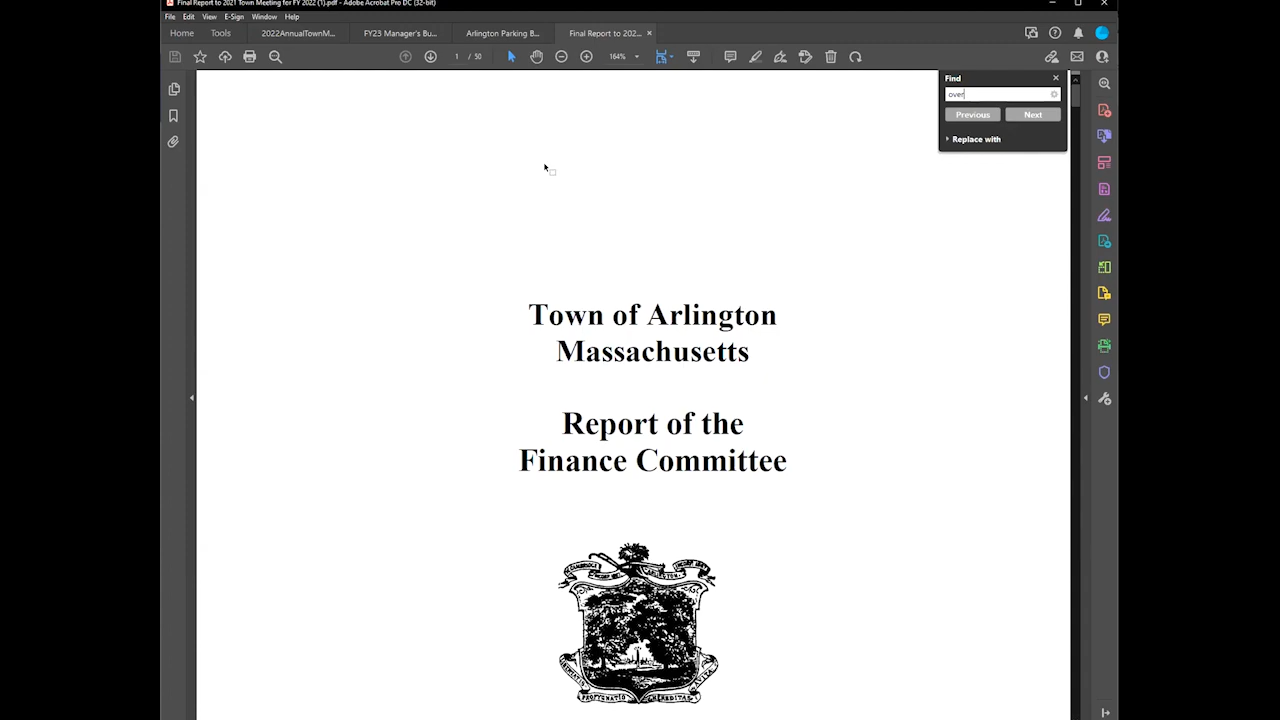 Final Report to 2021 Town Meeting for FY 2022 (1).pdf - Adobe Acrobat Pro DC (32-bit)
File Edit View E-Sign Window Help
Home Tools 2022AnnualTownM... FY23 Manager's Bu... Arlington Parking B... Final Report to 202... ×
1 / 50 164%
Find
over
Previous Next
Replace with
Town of Arlington
Massachusetts
Report of the
Finance Committee